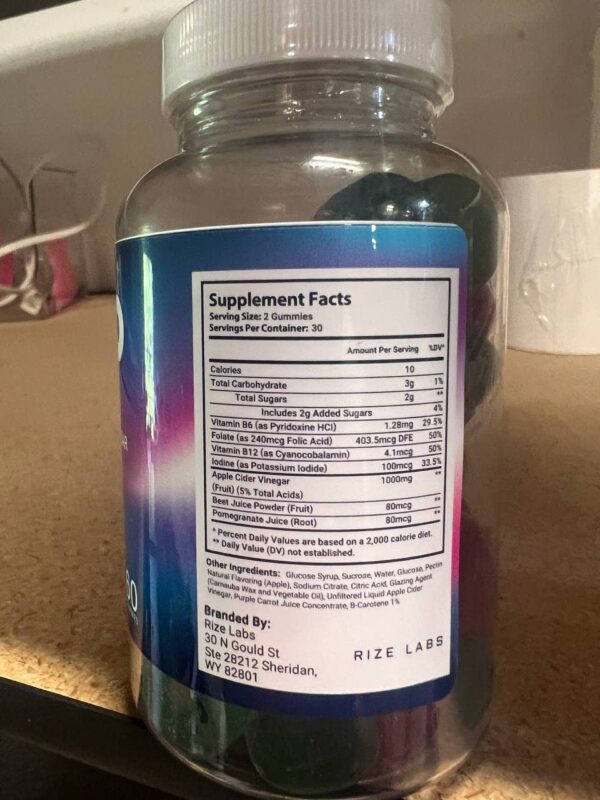 Supplement Facts
Serving Size: 2 Gummies
Servings Per Container: 30
Amount Per Serving %DV*
Calories 10
Total Carbohydrate 3g 1%
Total Sugars 2g **
Includes 2g Added Sugars 4%
Vitamin B6 (as Pyridoxine HCl) 1.28mg 29.5%
Folate (as 240mcg Folic Acid) 403.5mcg DFE 50%
Vitamin B12 (as Cyanocobalamin) 4.1mcg 50%
Iodine (as Potassium Iodide) 100mcg 33.5%
Apple Cider Vinegar 1000mg **
(Fruit) (5% Total Acids)
Beet Juice Powder (Fruit) 80mcg **
Pomegranate Juice (Root) 80mcg **
* Percent Daily Values are based on a 2,000 calorie diet.
** Daily Value (DV) not established.
Other Ingredients: Glucose Syrup, Sucrose, Water, Glucose, Pectin
Natural Flavoring (Apple), Sodium Citrate, Citric Acid, Glazing Agent
(Carnauba Wax and Vegetable Oil), Unfiltered Liquid Apple Cider
Vinegar, Purple Carrot Juice Concentrate, B-Carotene 1%
Branded By:
Rize Labs
30 N Gould St
Ste 28212 Sheridan,
WY 82801
RIZE LABS